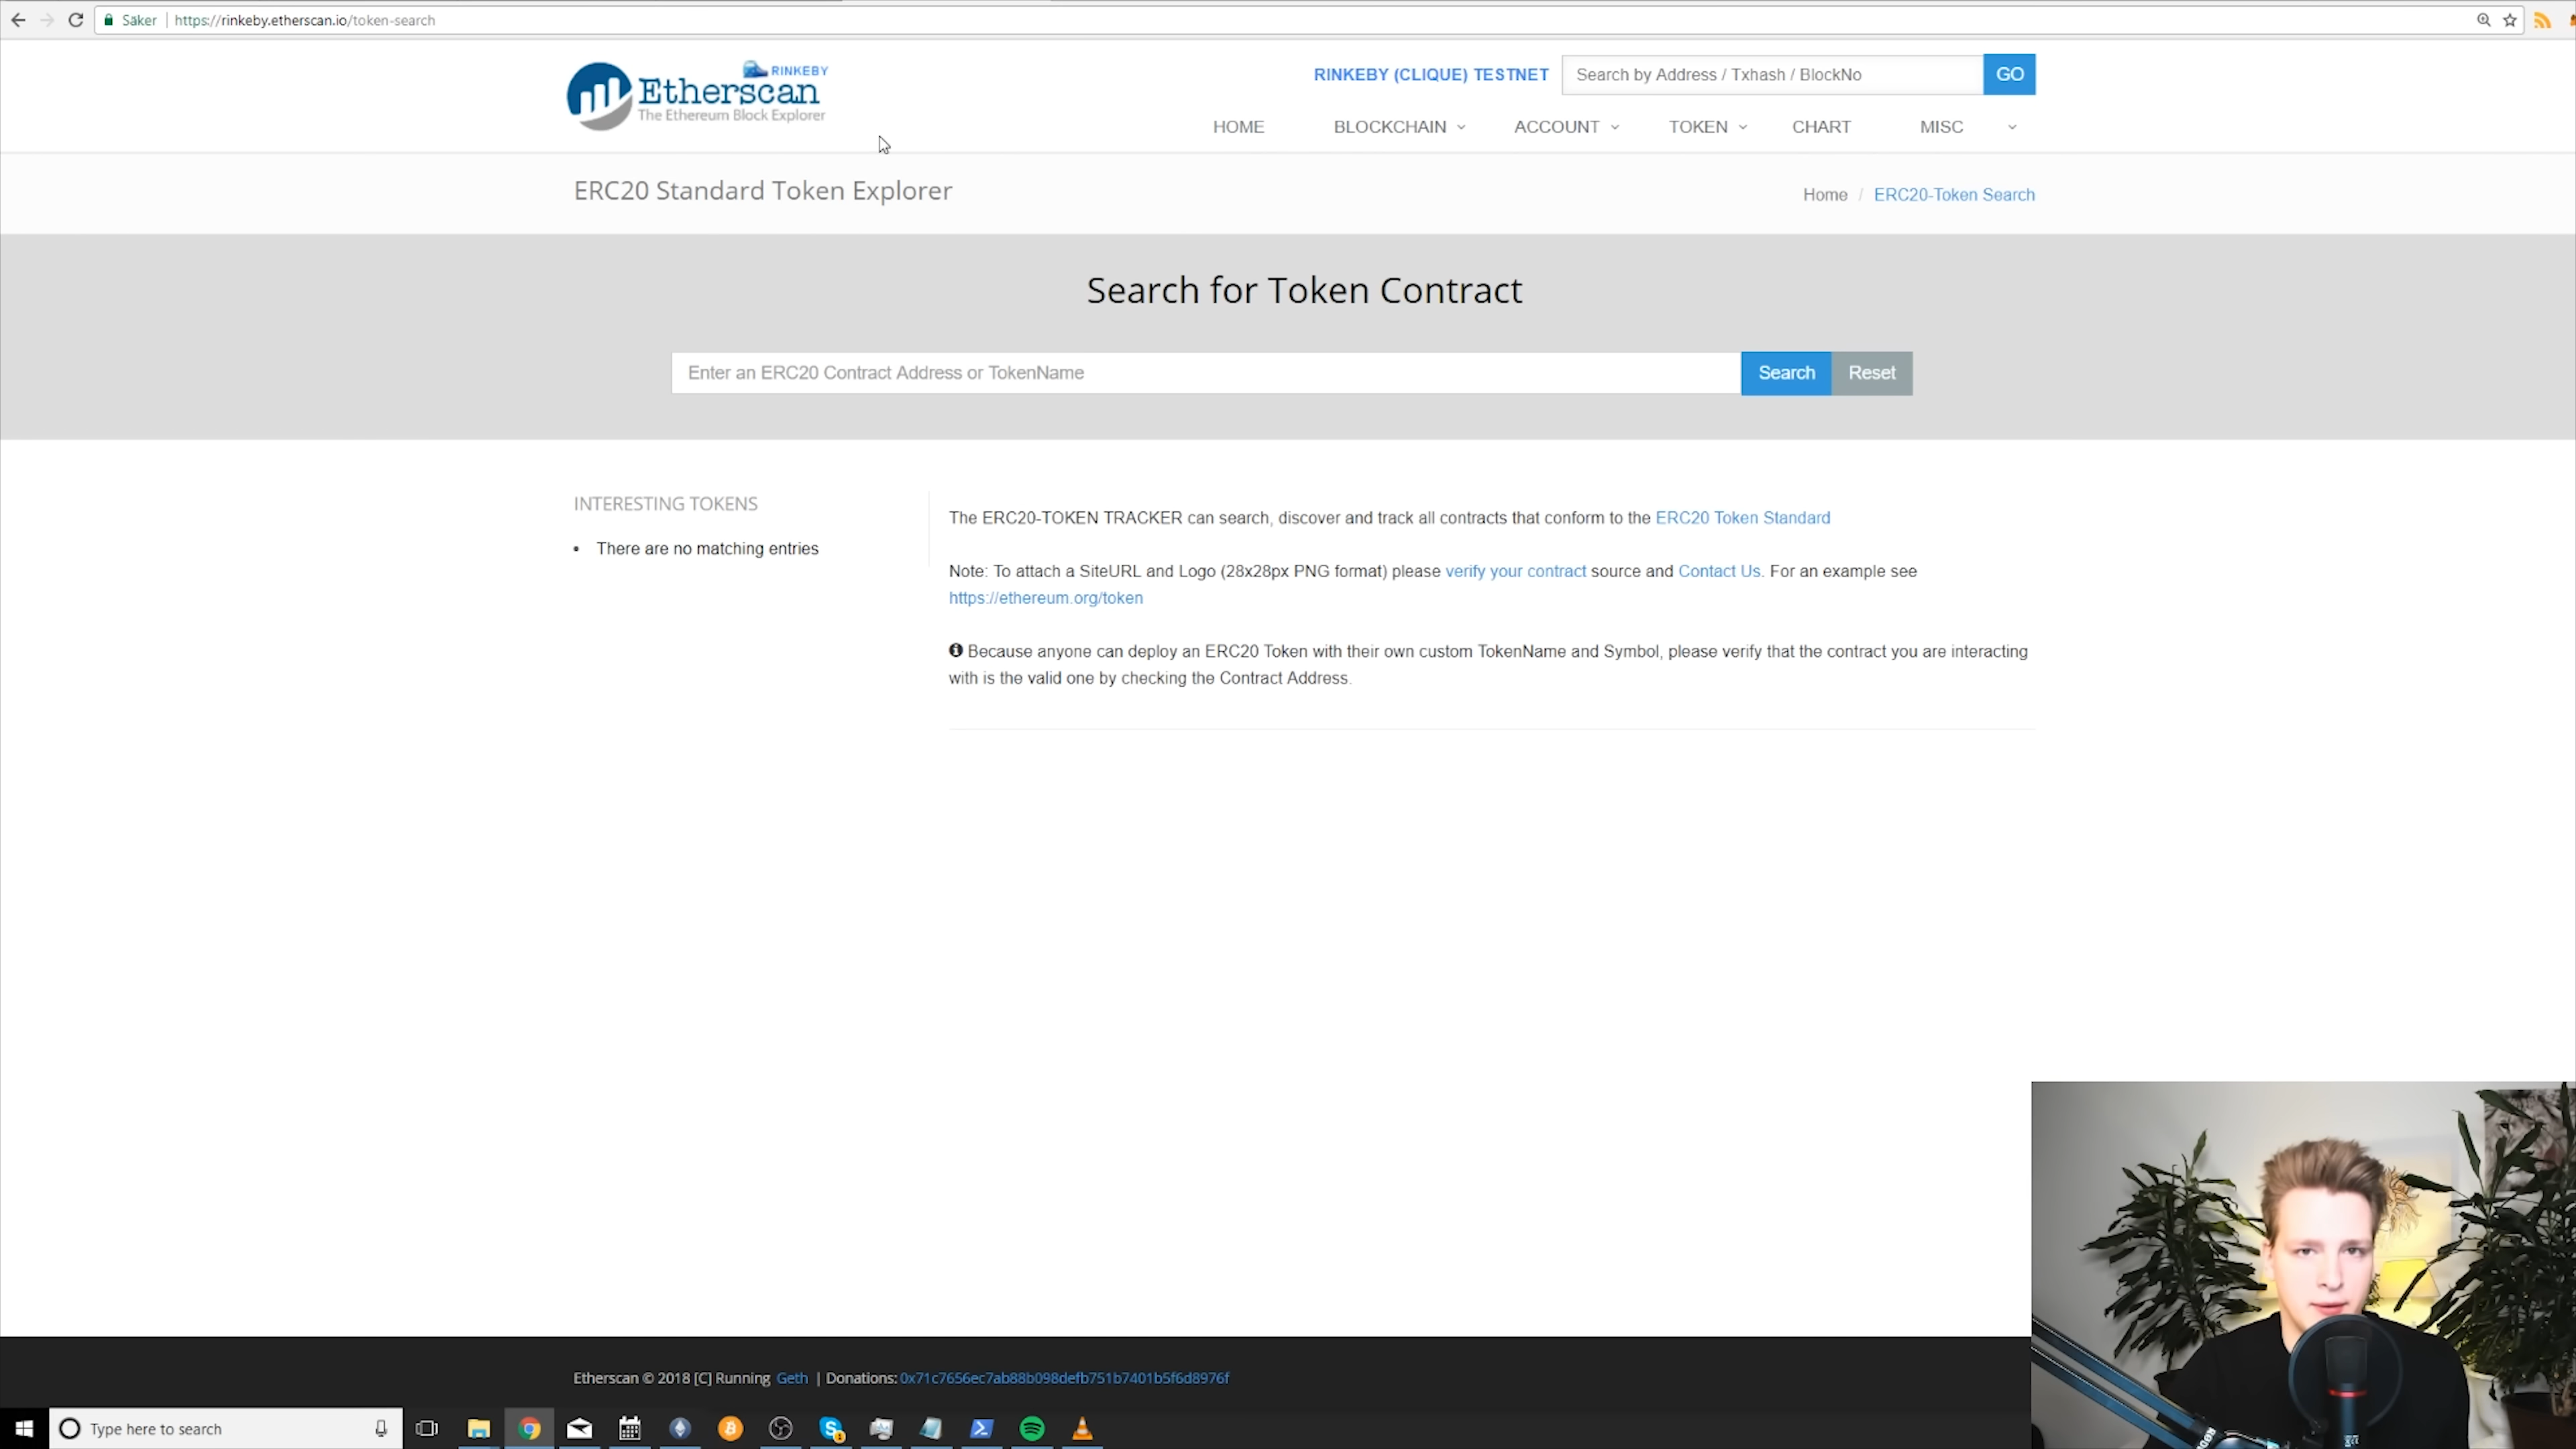 Säker https://rinkeby.etherscan.io/token-search
RINKEBY
Etherscan
The Ethereum Block Explorer
RINKEBY (CLIQUE) TESTNET Search by Address / Txhash / BlockNo GO
HOME BLOCKCHAIN ACCOUNT TOKEN CHART MISC
ERC20 Standard Token Explorer
Home / ERC20-Token Search
Search for Token Contract
Enter an ERC20 Contract Address or TokenName Search Reset
INTERESTING TOKENS
• There are no matching entries
The ERC20-TOKEN TRACKER can search, discover and track all contracts that conform to the ERC20 Token Standard
Note: To attach a SiteURL and Logo (28x28px PNG format) please verify your contract source and Contact Us. For an example see
https://ethereum.org/token
Because anyone can deploy an ERC20 Token with their own custom TokenName and Symbol, please verify that the contract you are interacting
with is the valid one by checking the Contract Address.
Etherscan © 2018 [C] Running Geth | Donations: 0x71c7656ec7ab88b098defb751b7401b5f6d8976f
Type here to search